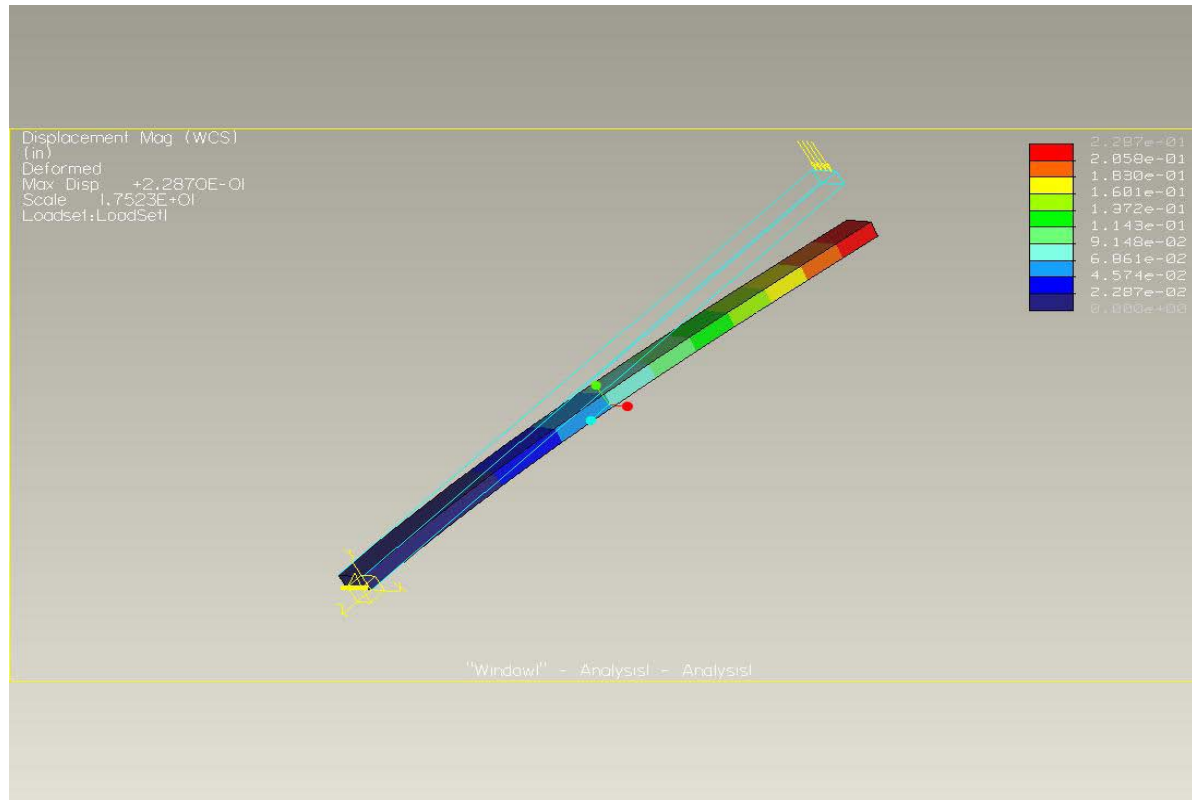 Displacement Mag (WCS)
(in)
Deformed
Max Disp +2.2870E-01
Scale 1.7523E+01
Loadset:LoadSet1
2.287e-01
2.058e-01
1.830e-01
1.601e-01
1.372e-01
1.143e-01
9.148e-02
6.861e-02
4.574e-02
2.287e-02
0.000e+00
"Window1" - Analysis1 - Analysis1